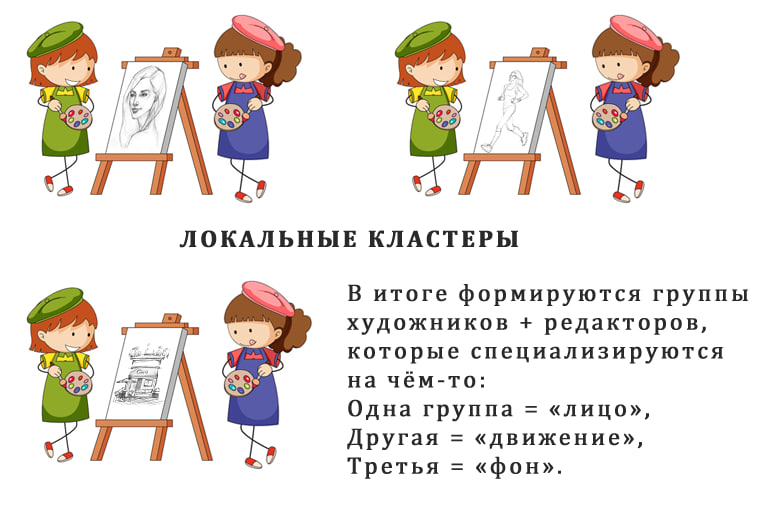 ЛОКАЛЬНЫЕ КЛАСТЕРЫ
В итоге формируются группы
художников + редакторов,
которые специализируются
на чём-то:
Одна группа = «лицо»,
Другая = «движение»,
Третья = «фон».